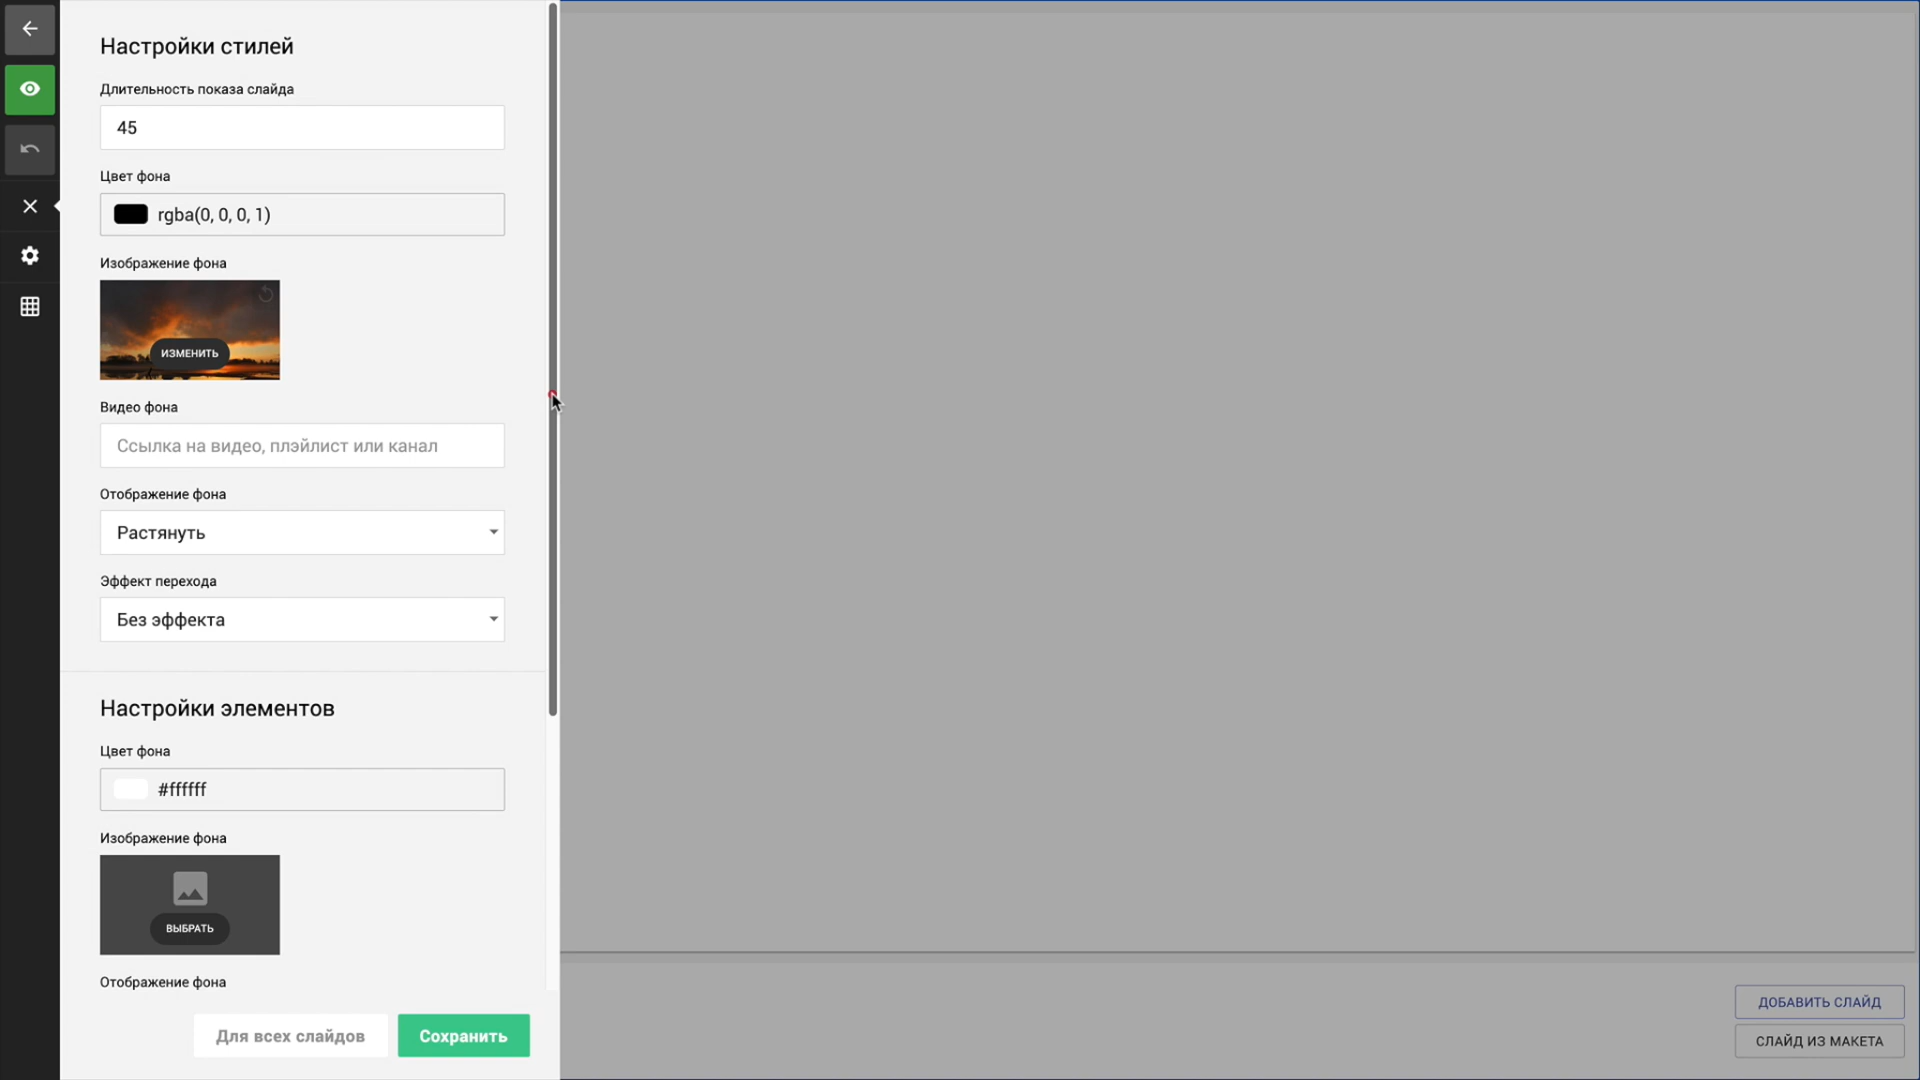 Настройки стилей
Длительность показа слайда
45
Цвет фона
rgba(0, 0, 0, 1)
Изображение фона
ИЗМЕНИТЬ
Видео фона
Ссылка на видео, плэйлист или канал
Отображение фона
Растянуть
Эффект перехода
Без эффекта
Настройки элементов
Цвет фона
#ffffff
Изображение фона
ВЫБРАТЬ
Отображение фона
Для всех слайдов
Сохранить
ДОБАВИТЬ СЛАЙД
СЛАЙД ИЗ МАКЕТА